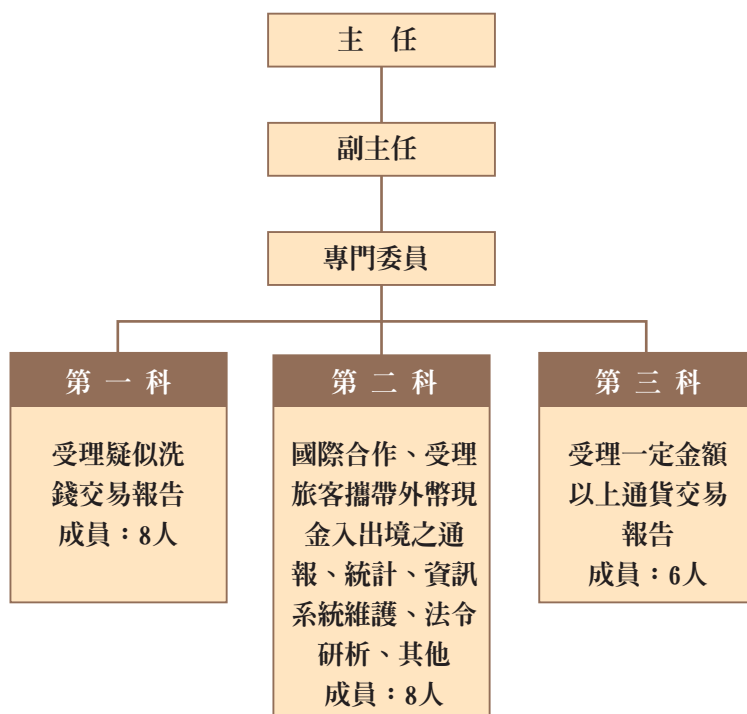 主 任
副主任
專門委員
第 一 科
受理疑似洗
錢交易報告
成員：8人
第 二 科
國際合作、受理
旅客攜帶外幣現
金入出境之通
報、統計、資訊
系統維護、法令
研析、其他
成員：8人
第 三 科
受理一定金額
以上通貨交易
報告
成員：6人